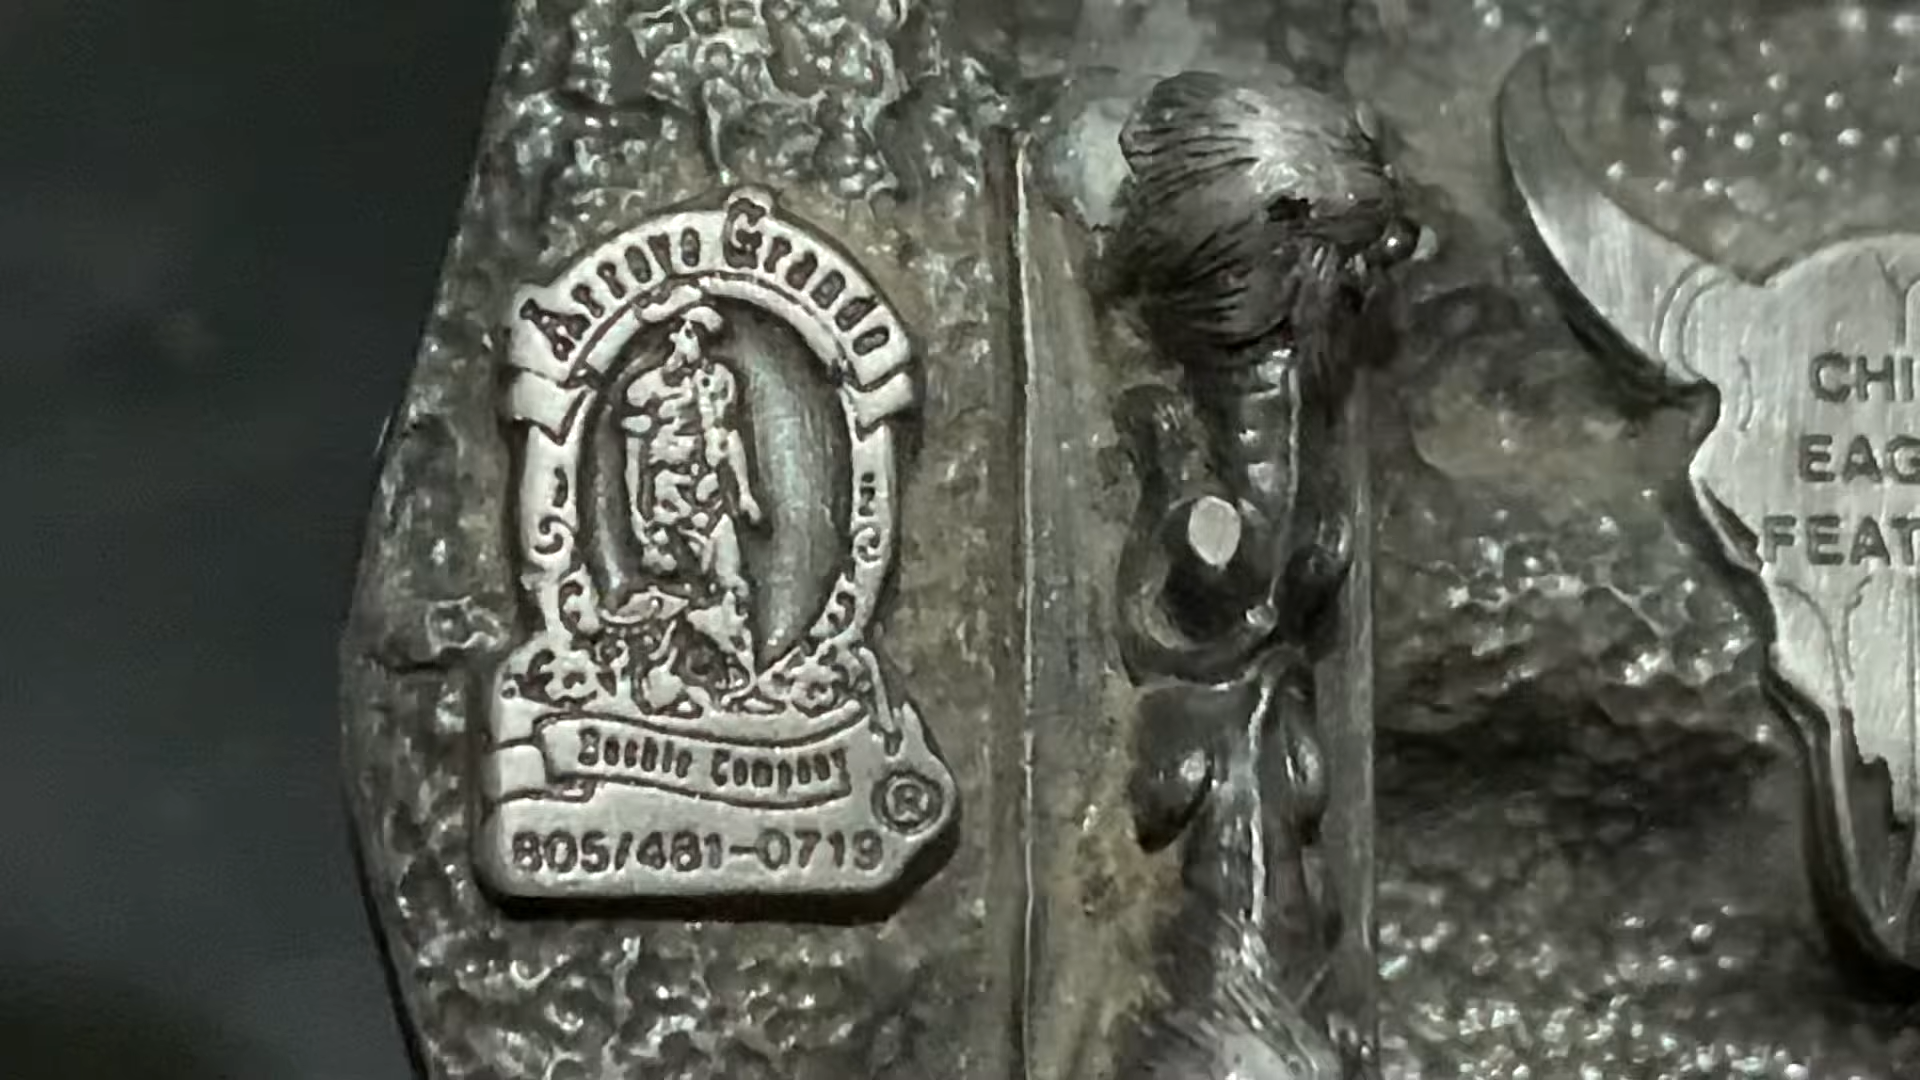 Arroyo Grande
Buckle Company
®
805/481-0719
CHI
EAG
FEAT